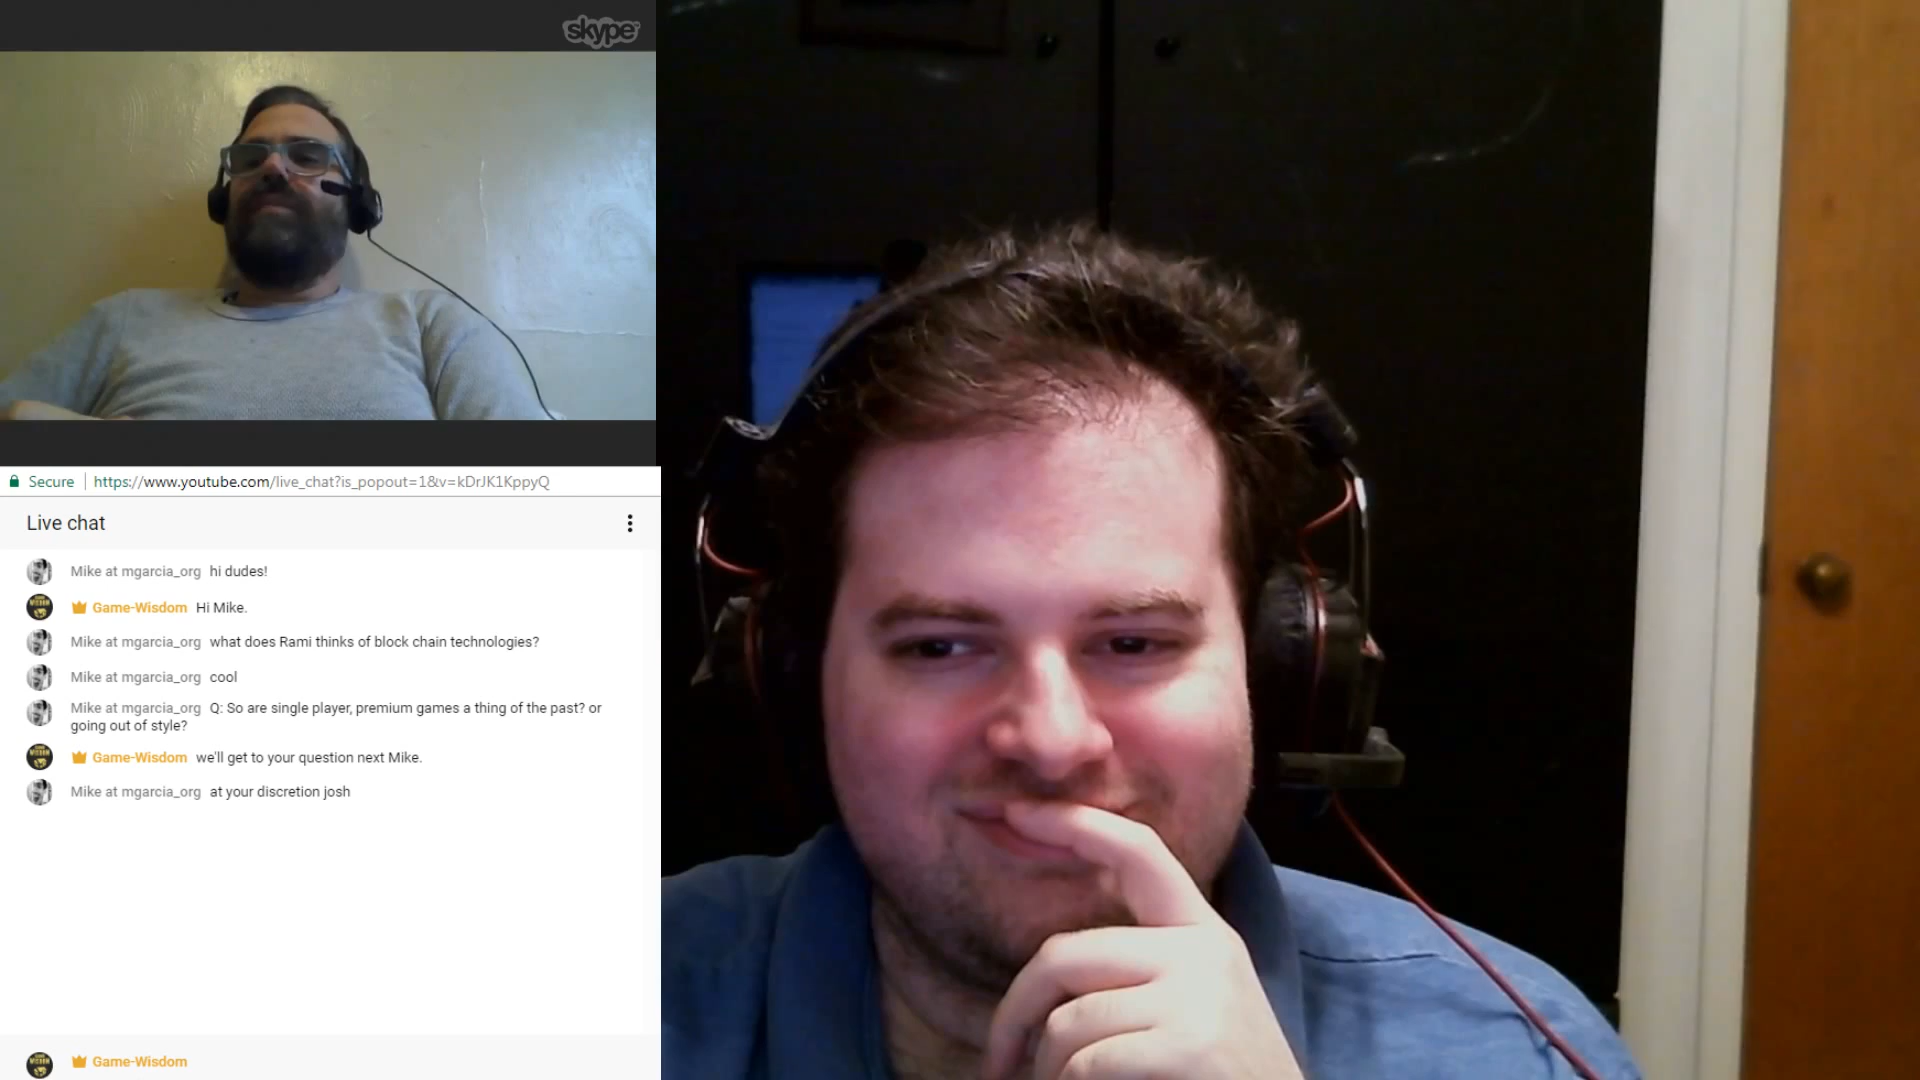 skype
Secure https://www.youtube.com/live_chat?is_popout=1&v=kDrJK1KppyQ
Live chat
Mike at mgarcia_org hi dudes!
Game-Wisdom Hi Mike.
Mike at mgarcia_org what does Rami thinks of block chain technologies?
Mike at mgarcia_org cool
Mike at mgarcia_org Q: So are single player, premium games a thing of the past? or
going out of style?
Game-Wisdom we'll get to your question next Mike.
Mike at mgarcia_org at your discretion josh
Game-Wisdom